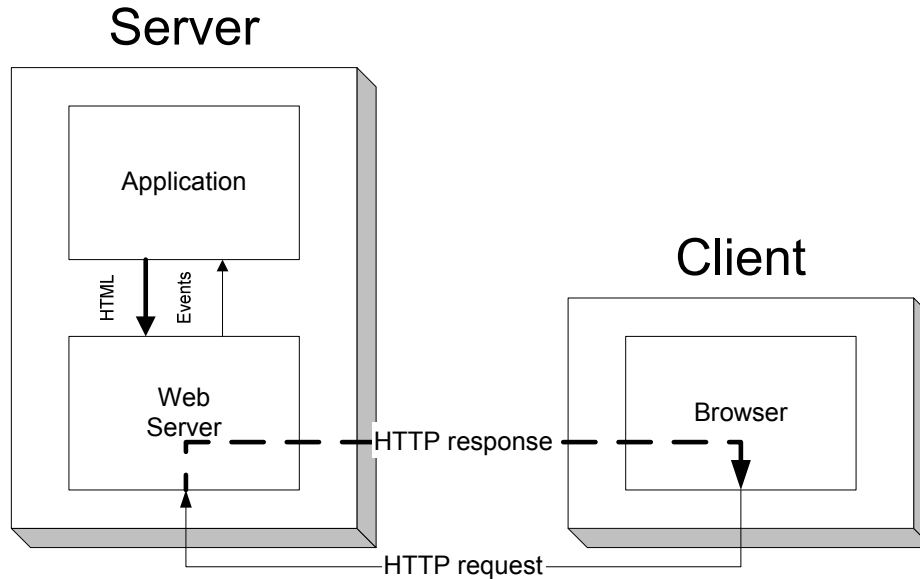 Server
Application
HTML
Events
Web
Server
Client
Browser
HTTP response
HTTP request